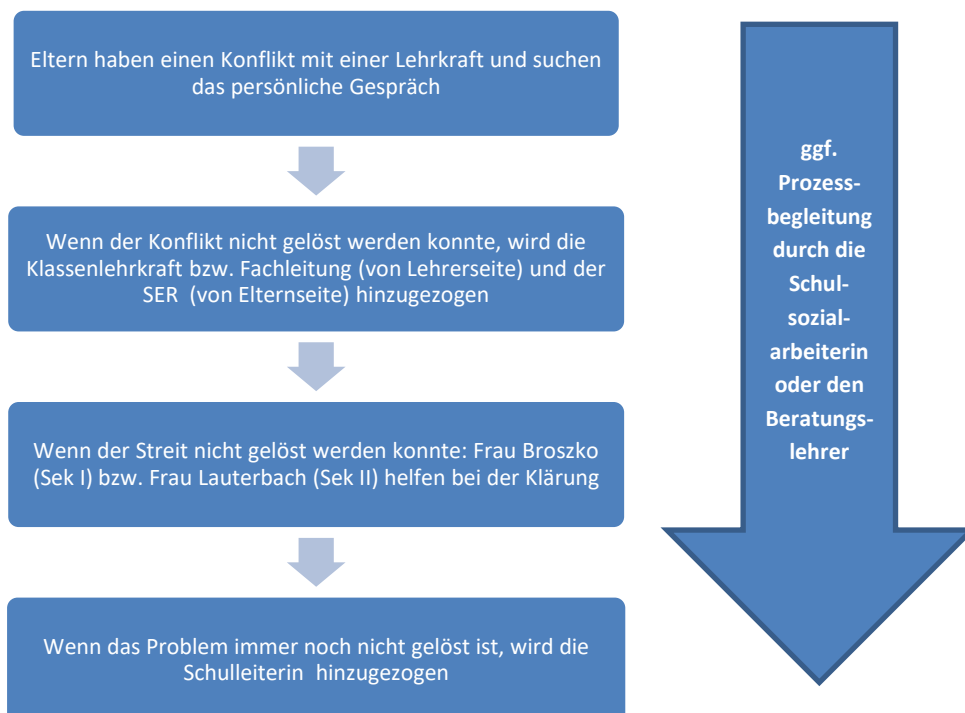 Eltern haben einen Konflikt mit einer Lehrkraft und suchen
das persönliche Gespräch
Wenn der Konflikt nicht gelöst werden konnte, wird die
Klassenlehrkraft bzw. Fachleitung (von Lehrerseite) und der
SER (von Elternseite) hinzugezogen
Wenn der Streit nicht gelöst werden konnte: Frau Broszko
(Sek I) bzw. Frau Lauterbach (Sek II) helfen bei der Klärung
Wenn das Problem immer noch nicht gelöst ist, wird die
Schulleiterin hinzugezogen
ggf.
Prozess-
begleitung
durch die
Schul-
sozial-
arbeiterin
oder den
Beratungs-
lehrer